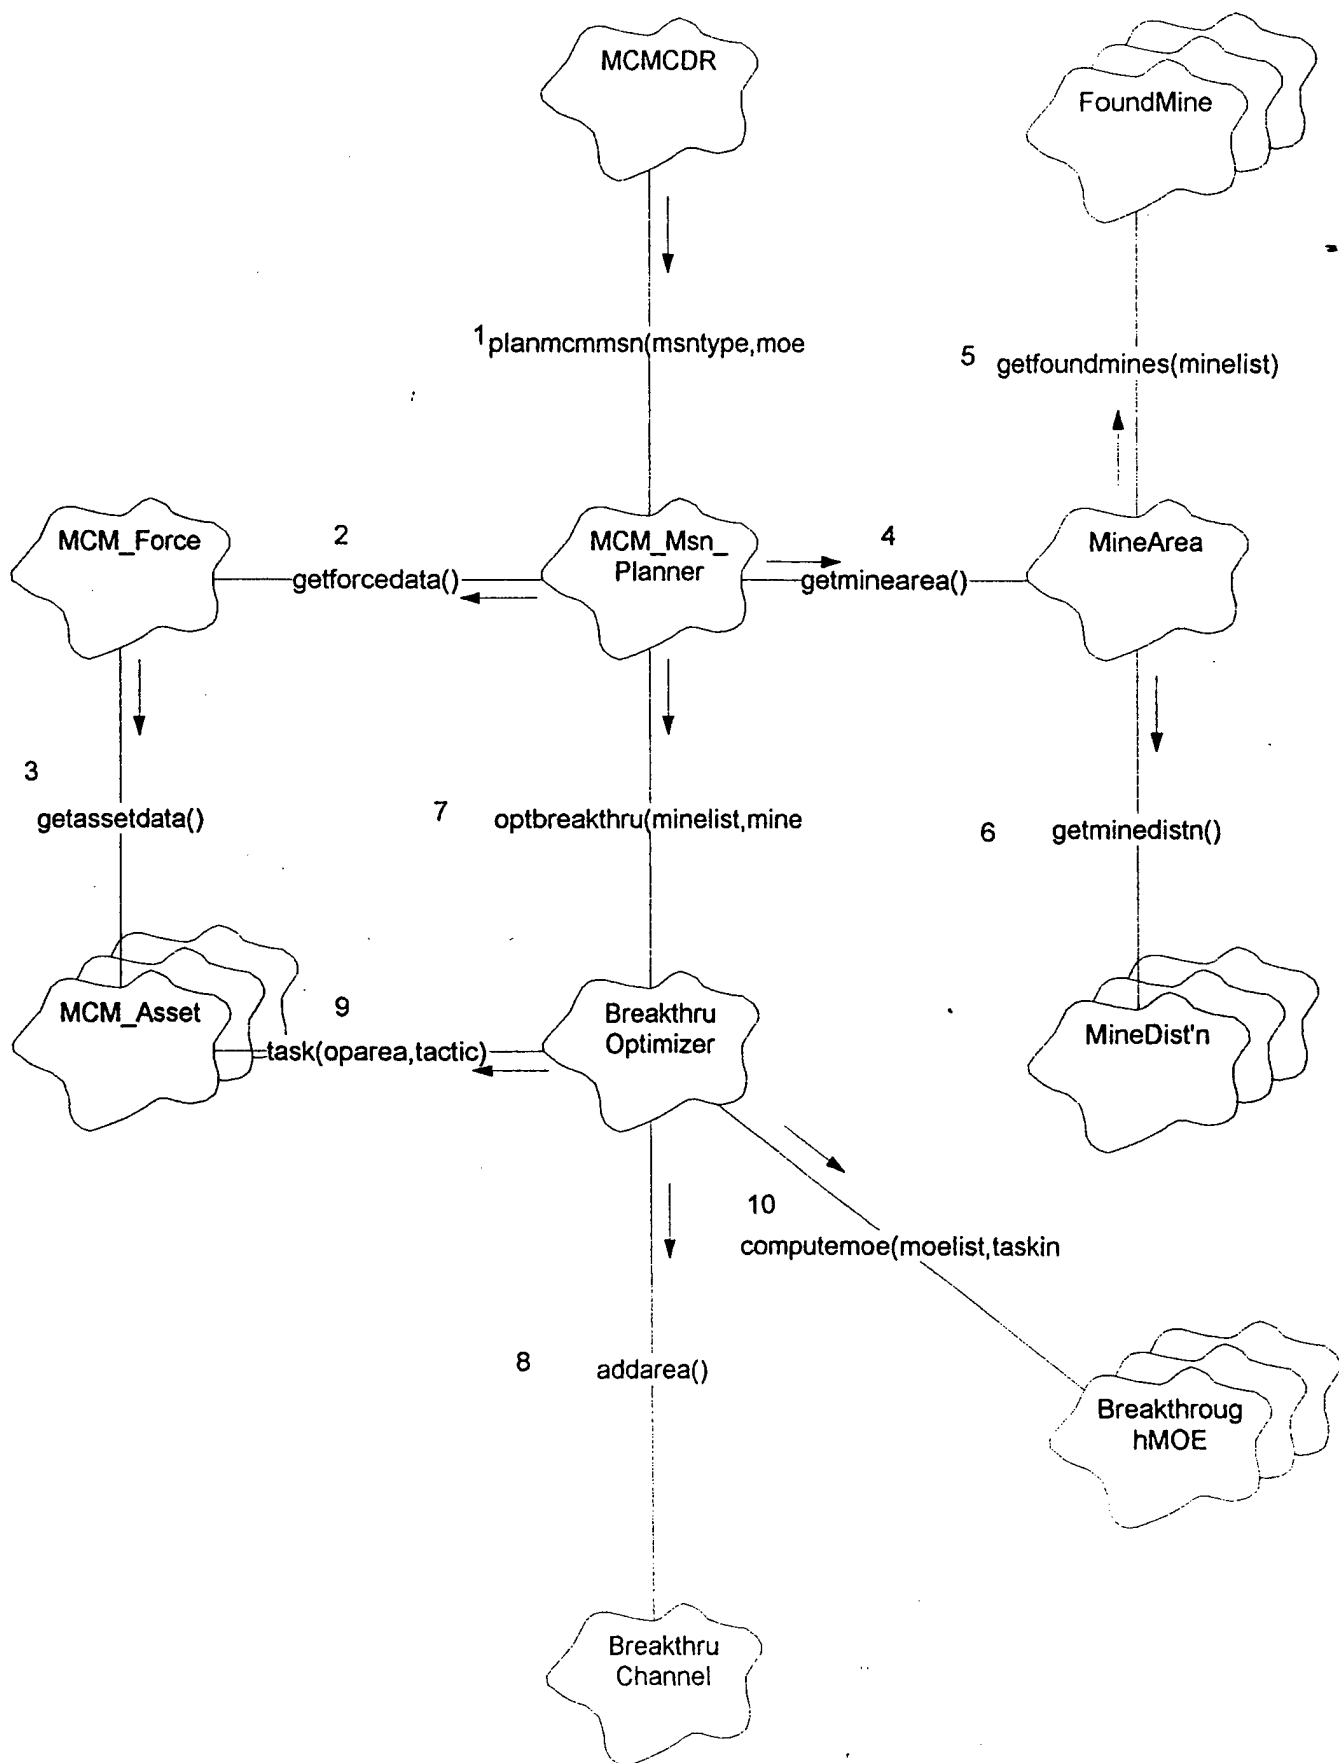 MCMCDR
FoundMine
1
planmcmmsn(msntype,moe
5
getfoundmines(minelist)
MCM_Force
2
getforcedata()
MCM_Msn_
Planner
4
getminearea()
MineArea
3
getassetdata()
7
optbreakthru(minelist,mine
6
getminedistn()
MCM_Asset
9
task(oparea,tactic)
Breakthru
Optimizer
MineDist'n
10
computemoe(moelist,taskin
8
addarea()
Breakthroug
hMOE
Breakthru
Channel